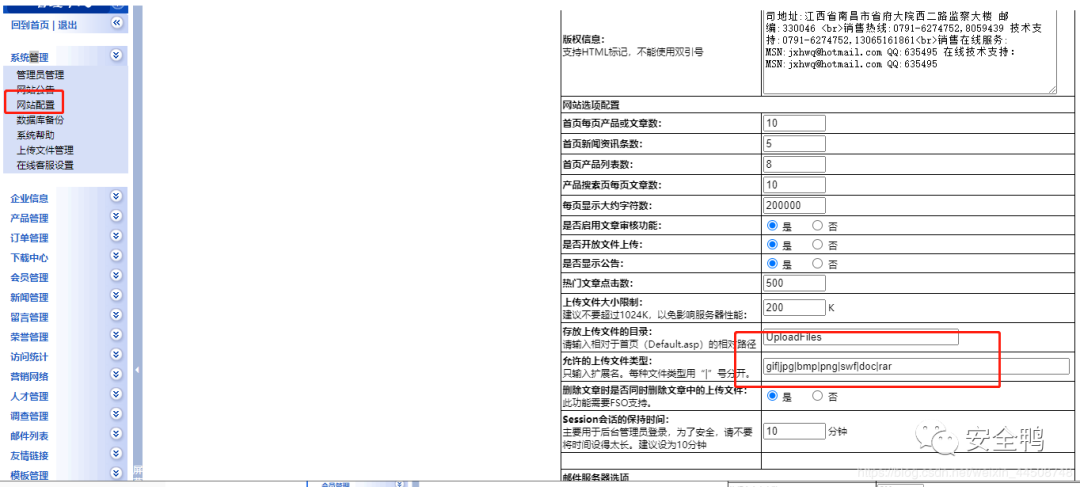 回到首页 | 退出
系统管理
管理员管理
网站公告
网站配置
数据库备份
系统帮助
上传文件管理
在线客服设置
企业信息
产品管理
订单管理
下载中心
会员管理
新闻管理
留言管理
荣誉管理
访问统计
营销网络
人才管理
调查管理
邮件列表
友情链接
模板管理
会员管理
版权信息:
支持HTML标记，不能使用双引号
司地址:江西省南昌市省府大院西二路监察大楼 邮
编:330046 <br>销售热线:0791-6274752,8059439 技术支
持:0791-6274752,13065161861<br>销售在线服务:
MSN:jxhwq@hotmail.com QQ:635495 在线技术支持:
MSN:jxhwq@hotmail.com QQ:635495
网站选项配置
首页每页产品或文章数: 10
首页新闻资讯条数: 5
首页产品列表数: 8
产品搜索页每页文章数: 10
每页显示大约字符数: 200000
是否启用文章审核功能: 是 否
是否开放文件上传: 是 否
是否显示公告: 是 否
热门文章点击数: 500
上传文件大小限制:
建议不要超过1024K，以免影响服务器性能: 200 K
存放上传文件的目录:
请输入相对于首页（Default.asp）的相对路径 UploadFiles
允许的上传文件类型:
只输入扩展名。每种文件类型用 "|" 号分开。 gif|jpg|bmp|png|swf|doc|rar
删除文章时是否同时删除文章中的上传文件: 是 否
此功能需要FSO支持。
Session会话的保持时间:
主要用于后台管理员登录，为了安全，请不要
将时间设得太长。建议设为10分钟 10 分钟
邮件服务器选项
安全鸭